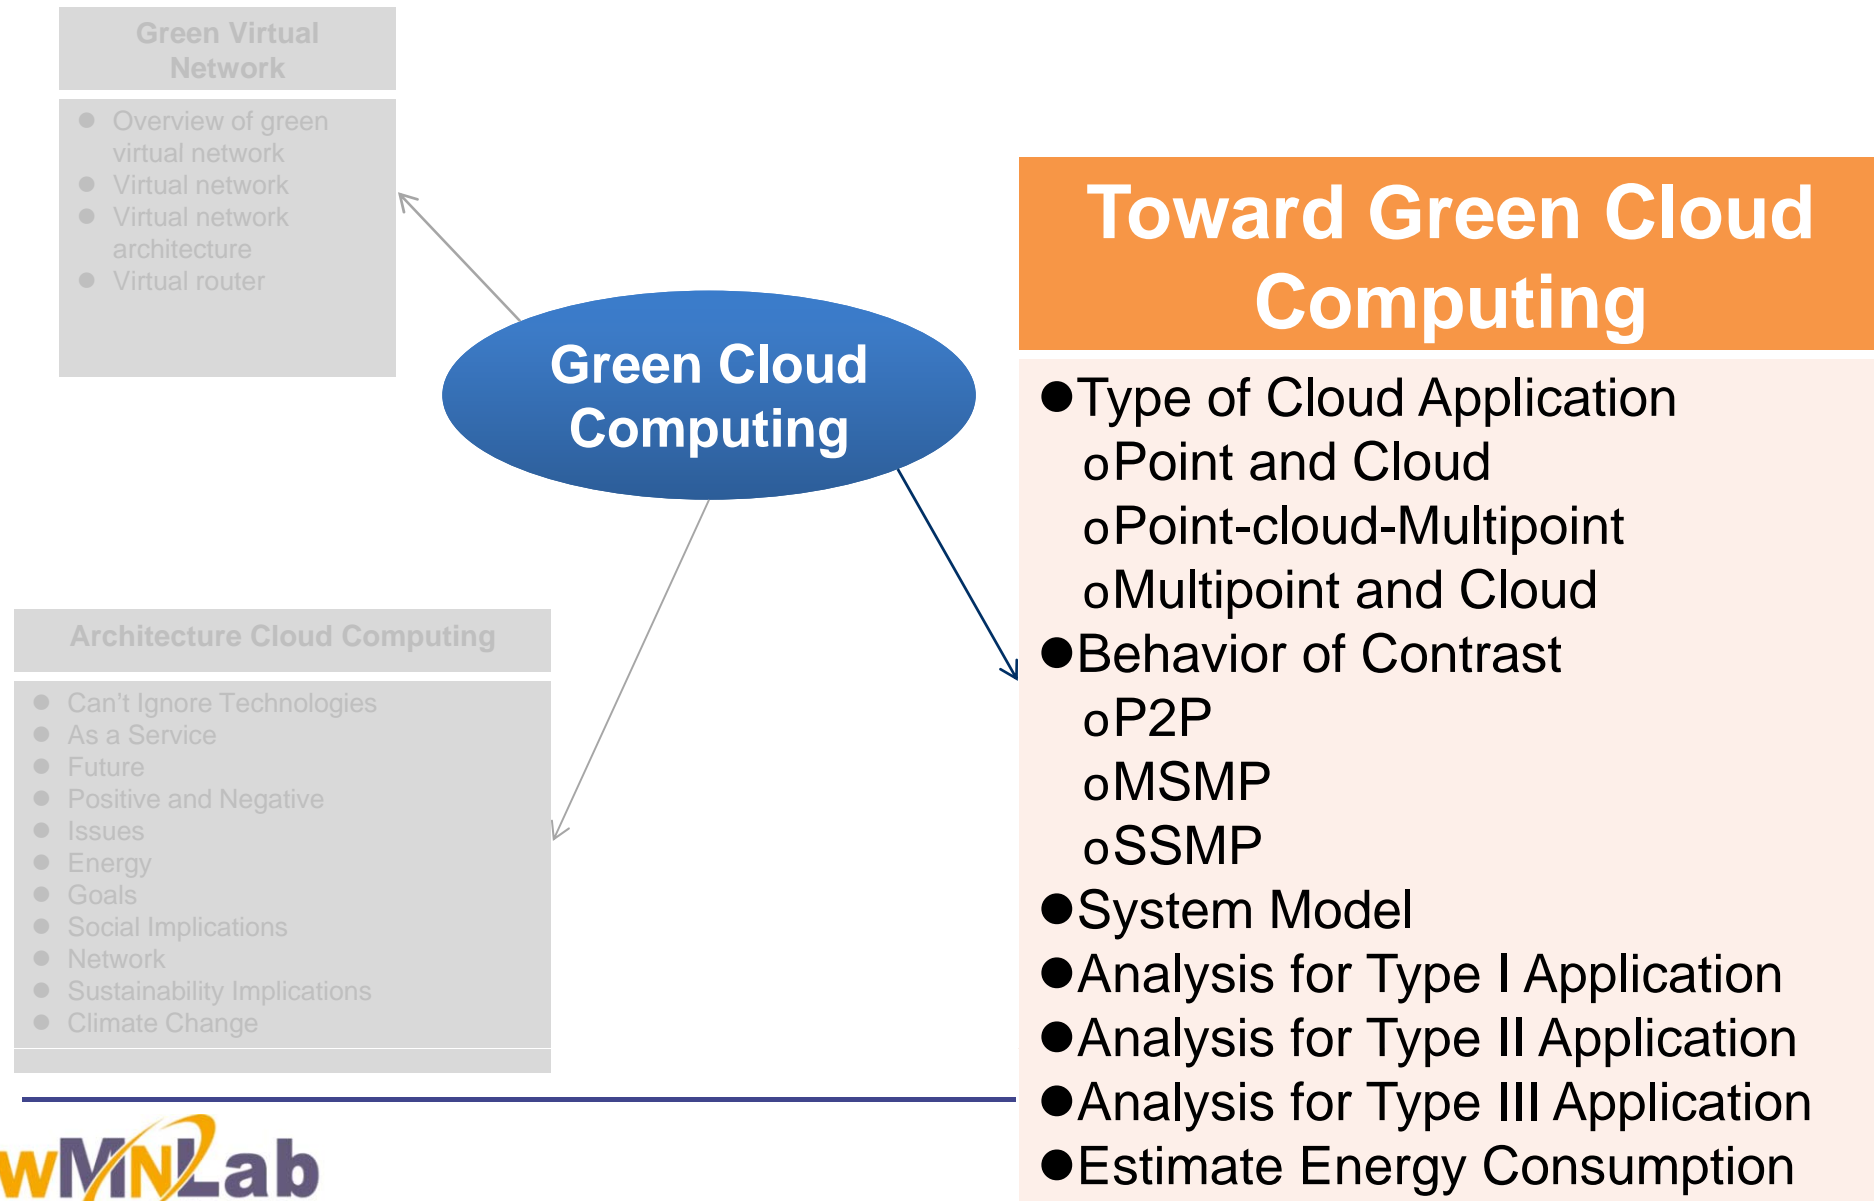 Green Virtual
Network
● Overview of green
virtual network
● Virtual network
● Virtual network
architecture
● Virtual router
Green Cloud
Computing
Toward Green Cloud
Computing
●Type of Cloud Application
oPoint and Cloud
oPoint-cloud-Multipoint
oMultipoint and Cloud
●Behavior of Contrast
oP2P
oMSMP
oSSMP
●System Model
●Analysis for Type I Application
●Analysis for Type II Application
●Analysis for Type III Application
●Estimate Energy Consumption
Architecture Cloud Computing
● Can’t Ignore Technologies
● As a Service
● Future
● Positive and Negative
● Issues
● Energy
● Goals
● Social Implications
● Network
● Sustainability Implications
● Climate Change
wMNLab